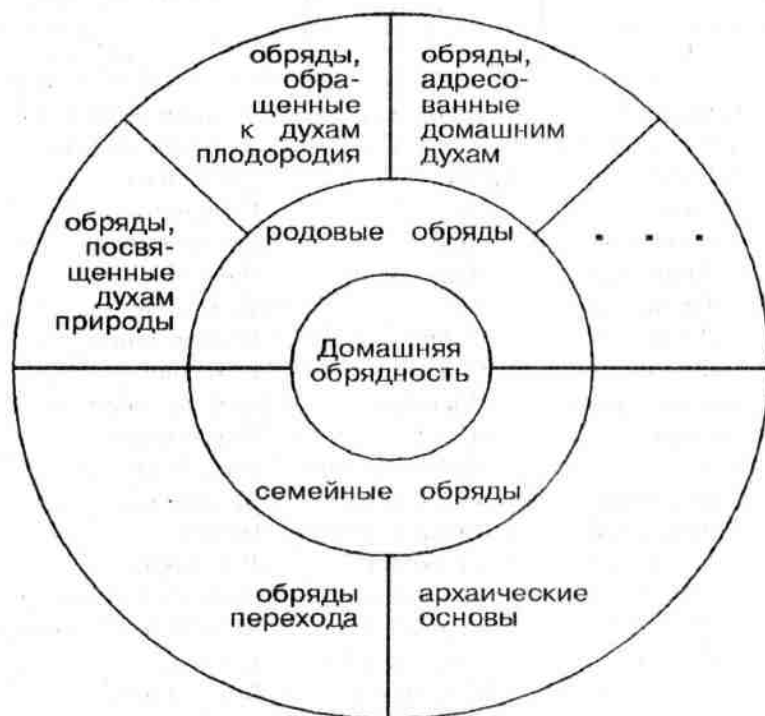 обряды,
обра-
щенные
к духам
плодородия
обряды,
адресо-
ванные
домашним
духам
обряды,
посвя-
щенные
духам
природы
родовые обряды
. . .
Домашняя
обрядность
семейные обряды
обряды
перехода
архаические
основы